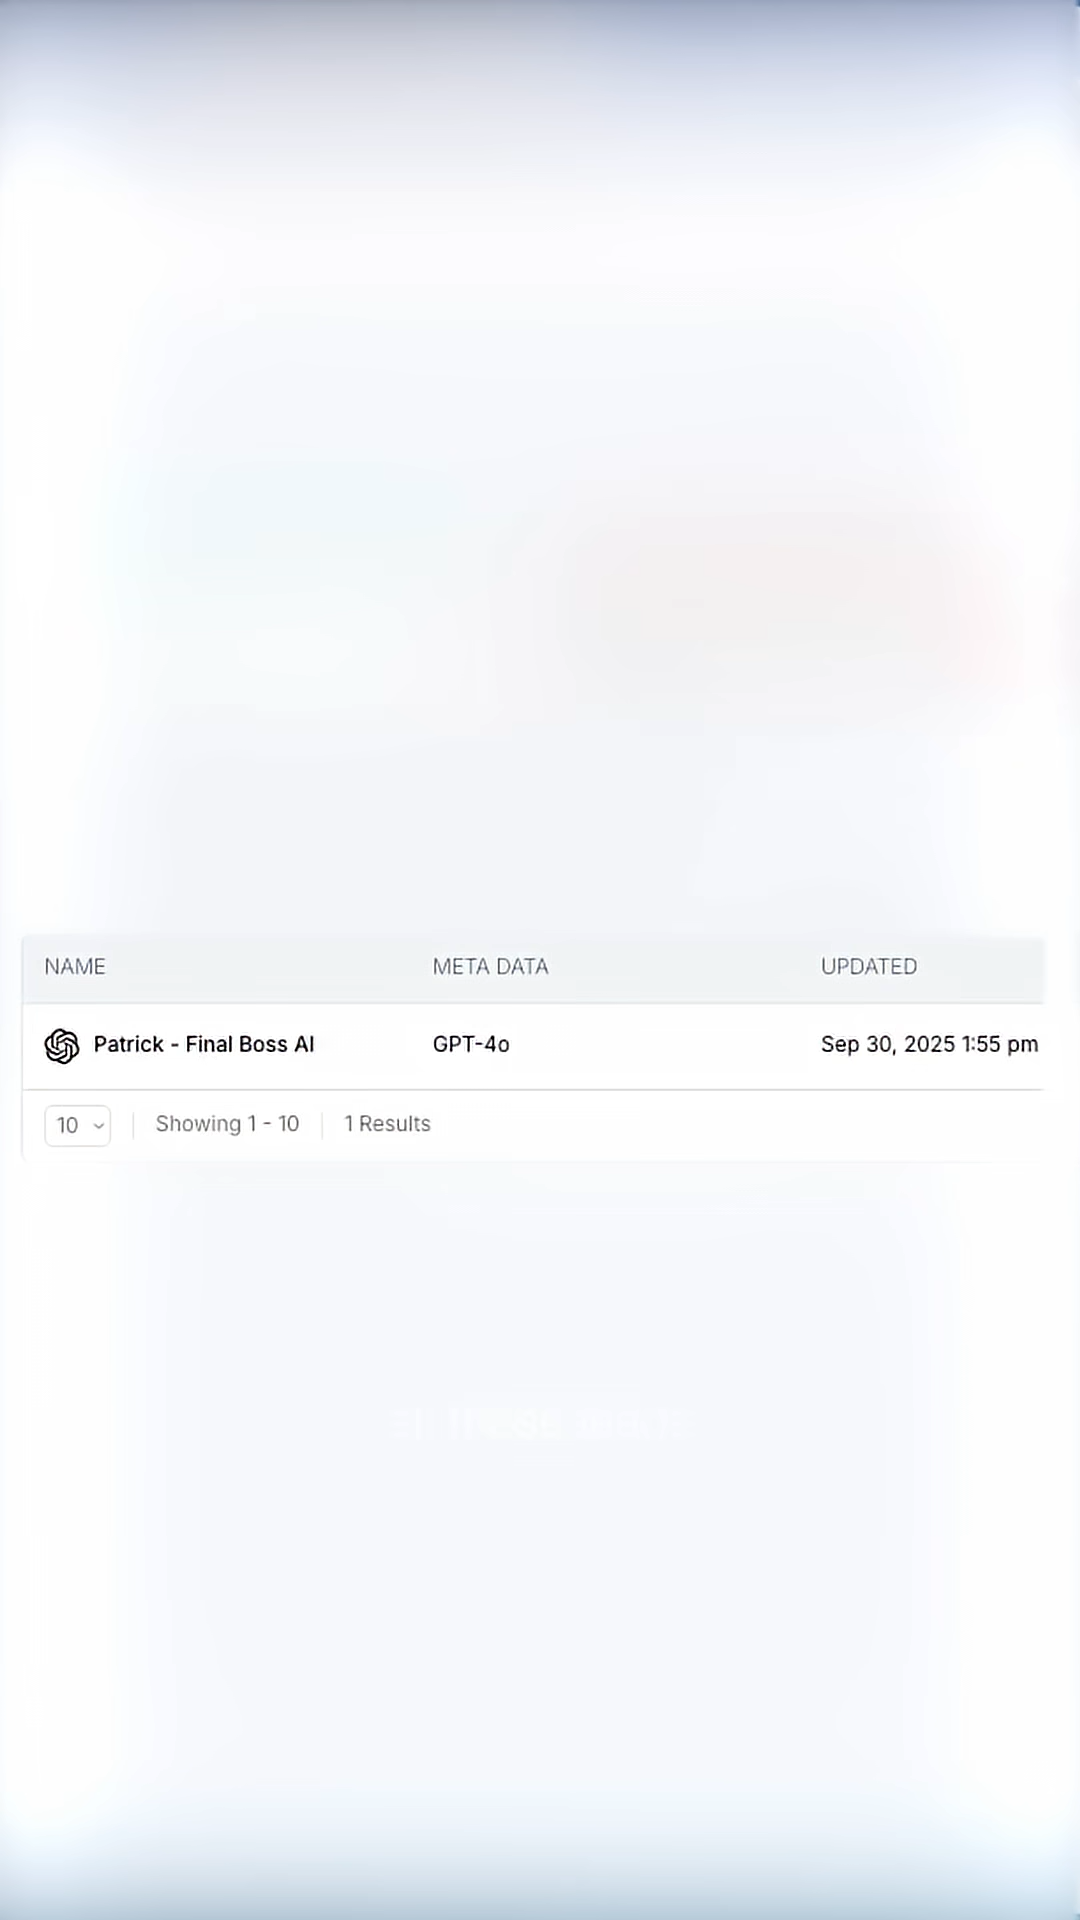 NAME META DATA UPDATED
Patrick - Final Boss AI GPT-4o Sep 30, 2025 1:55 pm
10 Showing 1 - 10 1 Results